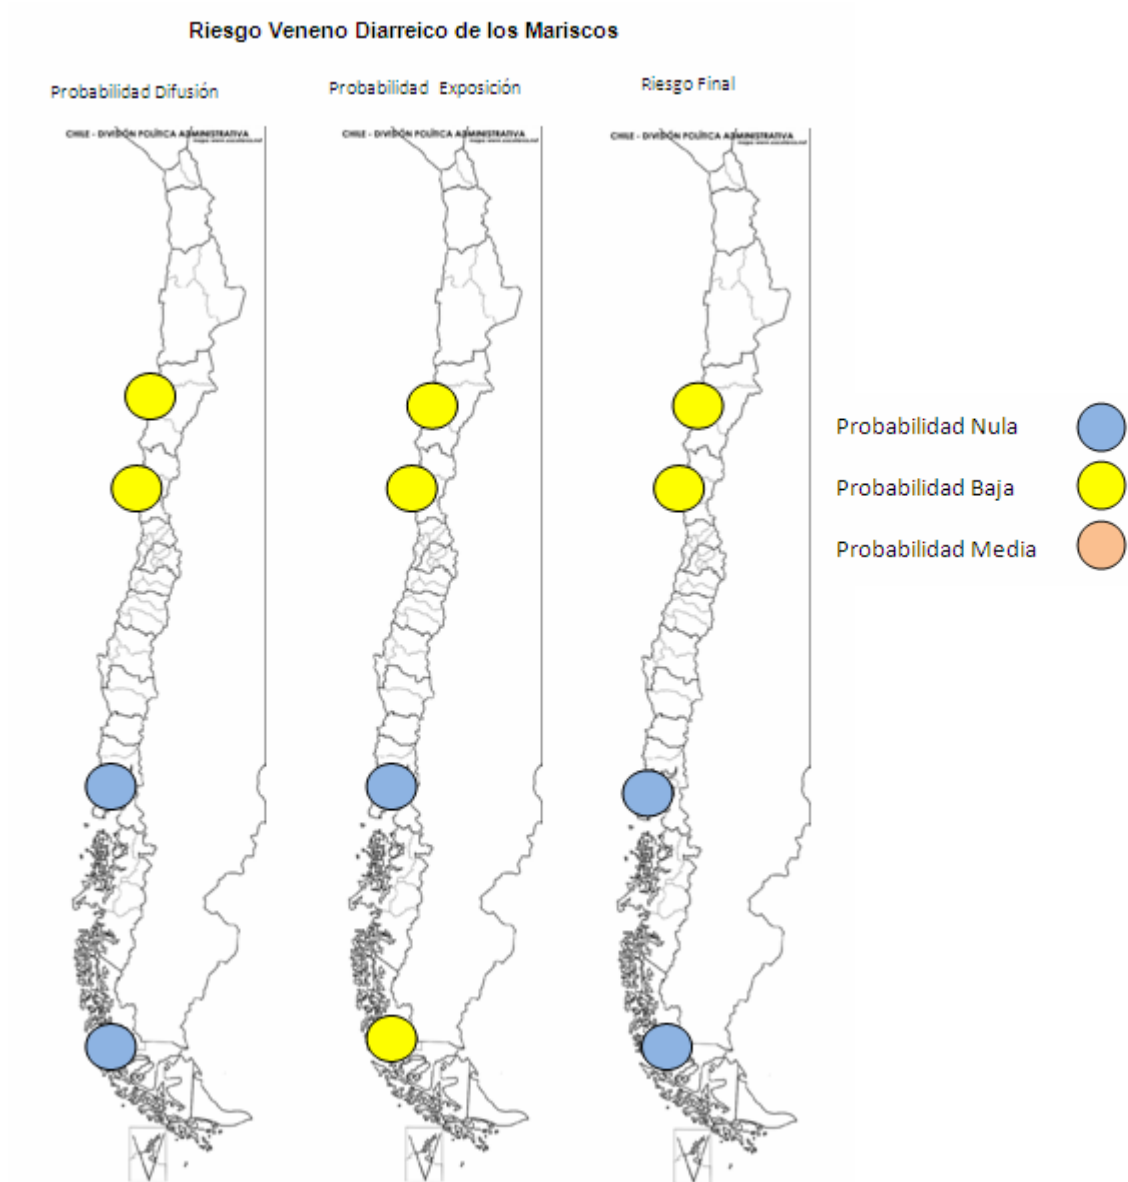 Riesgo Veneno Diarreico de los Mariscos
Probabilidad Difusión
Probabilidad Exposición
Riesgo Final
CHILE - DIVISIÓN POLÍTICA ADMINISTRATIVA
CHILE - DIVISIÓN POLÍTICA ADMINISTRATIVA
CHILE - DIVISIÓN POLÍTICA ADMINISTRATIVA
Probabilidad Nula
Probabilidad Baja
Probabilidad Media